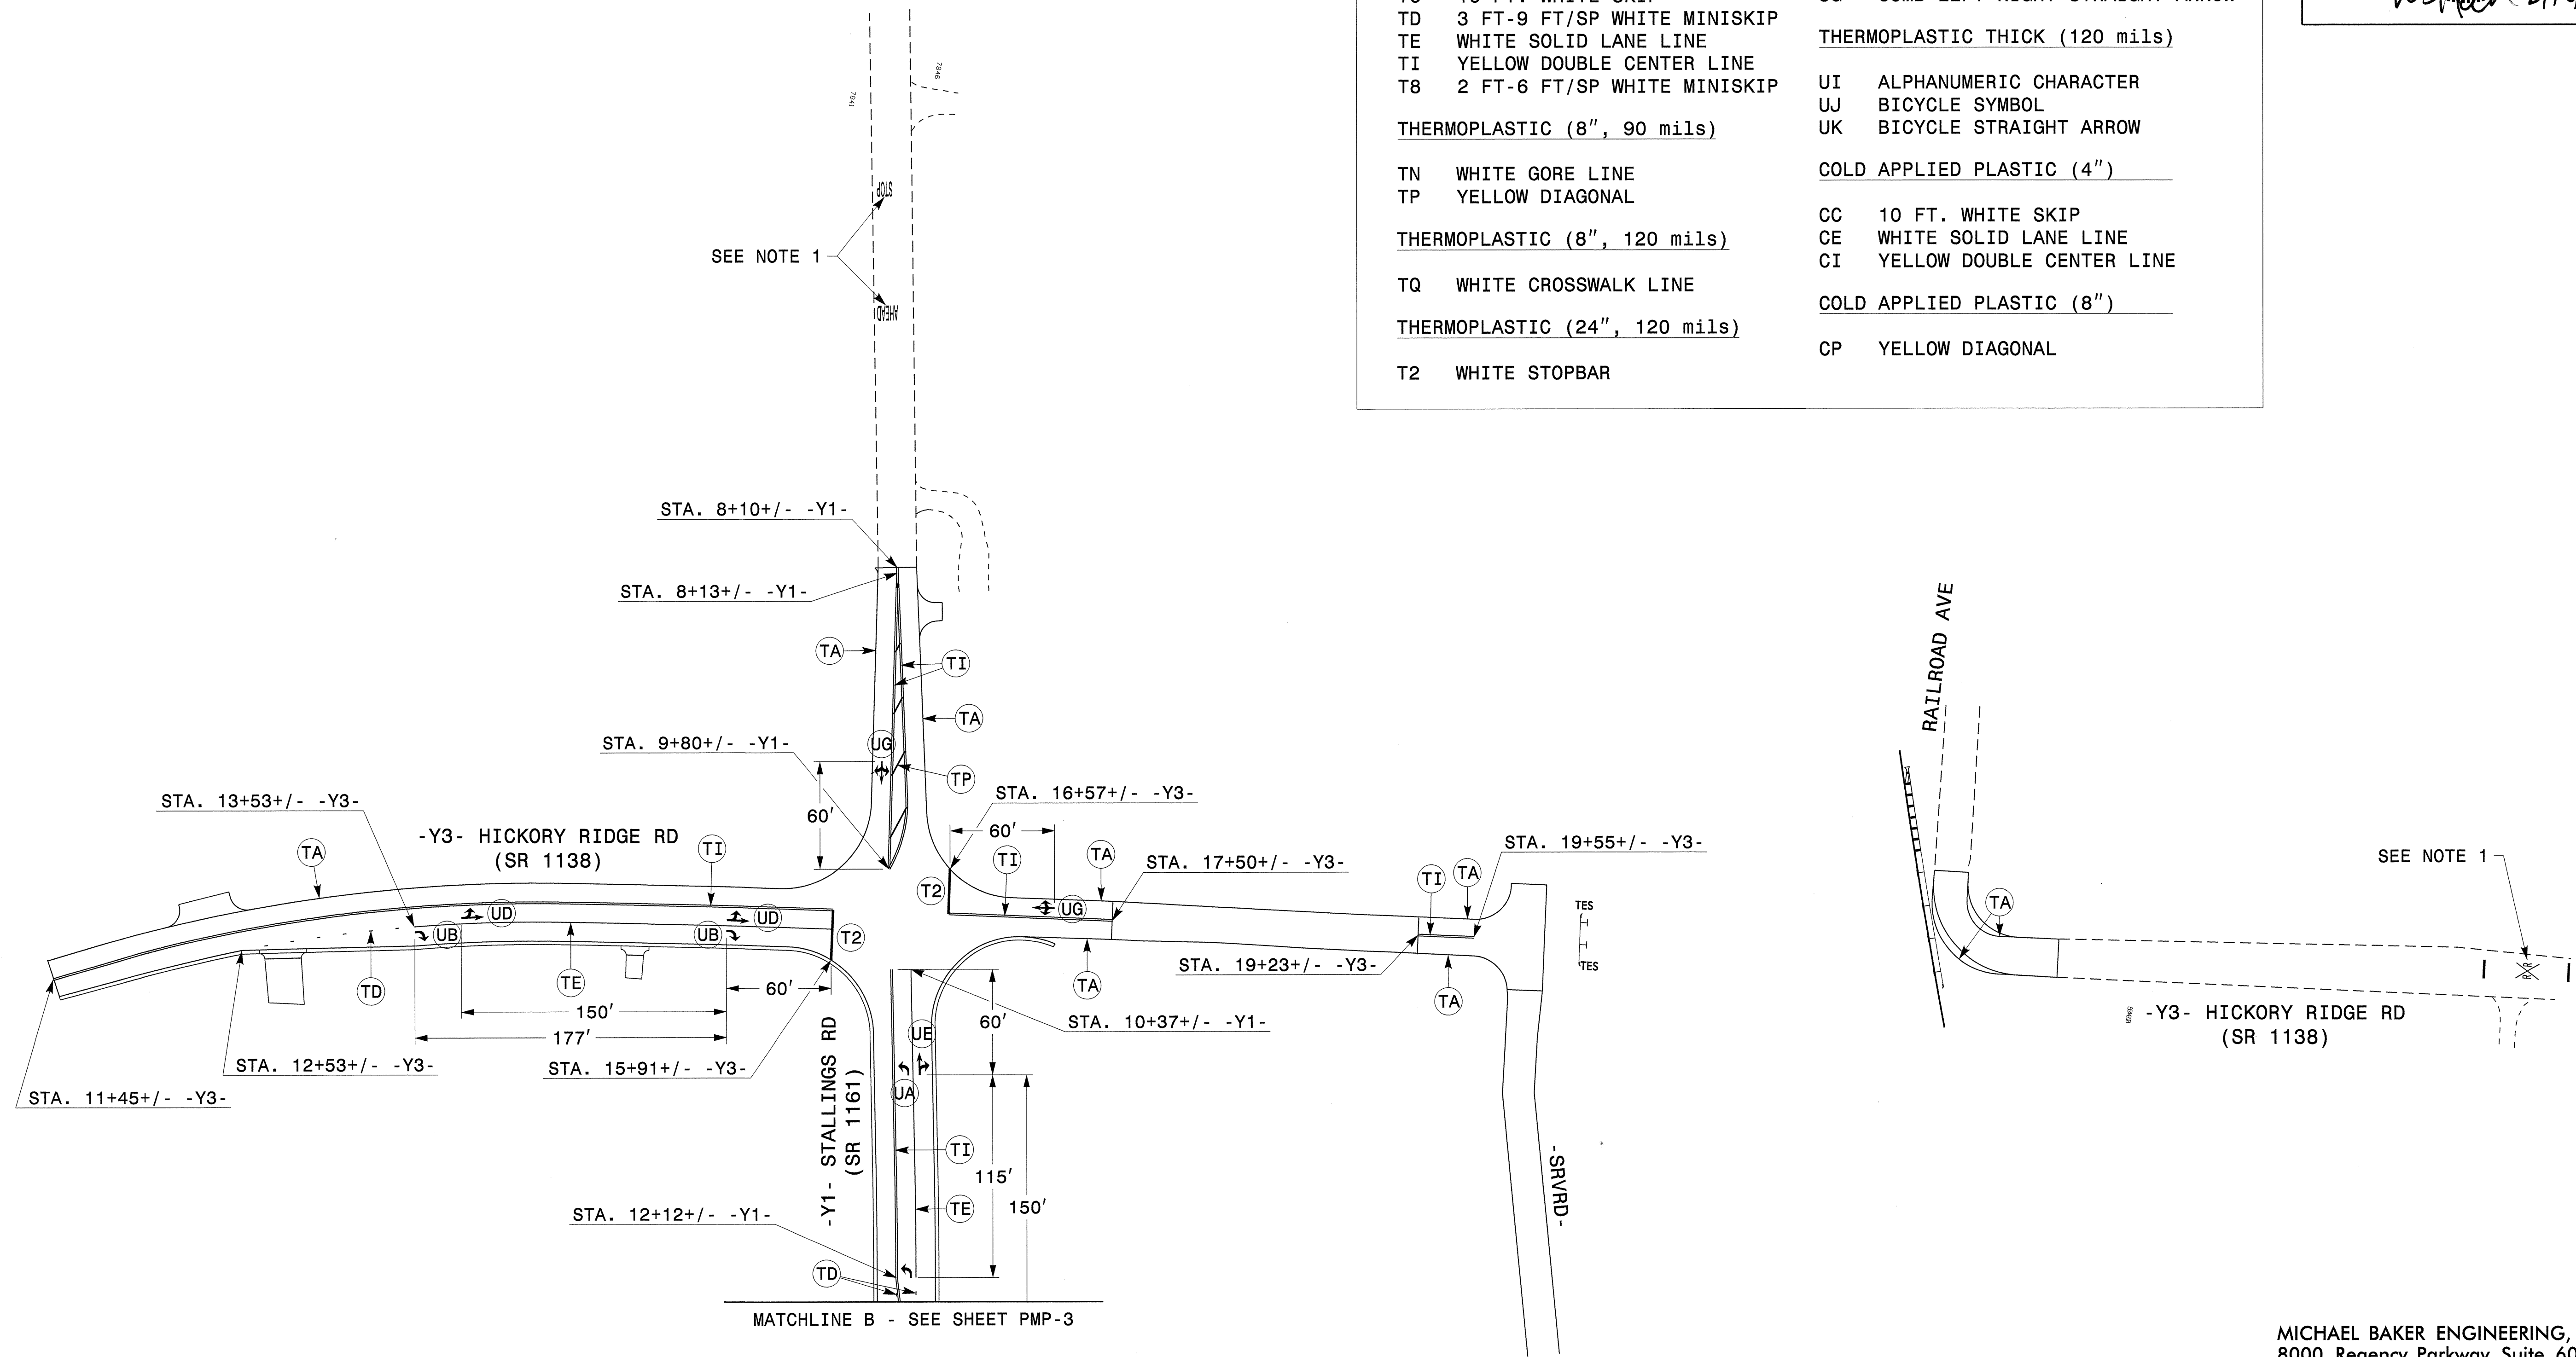 TD 3 FT-9 FT/SP WHITE MINISKIP
TE WHITE SOLID LANE LINE
TI YELLOW DOUBLE CENTER LINE
T8 2 FT-6 FT/SP WHITE MINISKIP
THERMOPLASTIC (8", 90 mils)
TN WHITE GORE LINE
TP YELLOW DIAGONAL
THERMOPLASTIC (8", 120 mils)
TQ WHITE CROSSWALK LINE
THERMOPLASTIC (24", 120 mils)
T2 WHITE STOPBAR
THERMOPLASTIC THICK (120 mils)
UI ALPHANUMERIC CHARACTER
UJ BICYCLE SYMBOL
UK BICYCLE STRAIGHT ARROW
COLD APPLIED PLASTIC (4")
CC 10 FT. WHITE SKIP
CE WHITE SOLID LANE LINE
CI YELLOW DOUBLE CENTER LINE
COLD APPLIED PLASTIC (8")
CP YELLOW DIAGONAL
7846
7841
STOP
SEE NOTE 1
AHEAD
STA. 8+10+/- -Y1-
STA. 8+13+/- -Y1-
TA
TI
TA
UG
STA. 9+80+/- -Y1-
TP
60'
STA. 13+53+/- -Y3-
-Y3- HICKORY RIDGE RD
(SR 1138)
TA
TI
STA. 16+57+/- -Y3-
60'
TI
TA
STA. 17+50+/- -Y3-
STA. 19+55+/- -Y3-
TI
TA
T2
UG
UD
UD
UB
UB
T2
TD
TE
60'
150'
177'
STA. 12+53+/- -Y3-
STA. 15+91+/- -Y3-
STA. 11+45+/- -Y3-
TA
STA. 19+23+/- -Y3-
TA
TES
TES
STA. 10+37+/- -Y1-
60'
UE
UA
-Y1- STALLINGS RD
(SR 1161)
TI
115'
150'
TE
STA. 12+12+/- -Y1-
TD
MATCHLINE B - SEE SHEET PMP-3
-SRVRD-
RAILROAD AVE
TA
SEE NOTE 1
R R
-Y3- HICKORY RIDGE RD
(SR 1138)
MICHAEL BAKER ENGINEERING,
8000 Regency Parkway, Suite 60